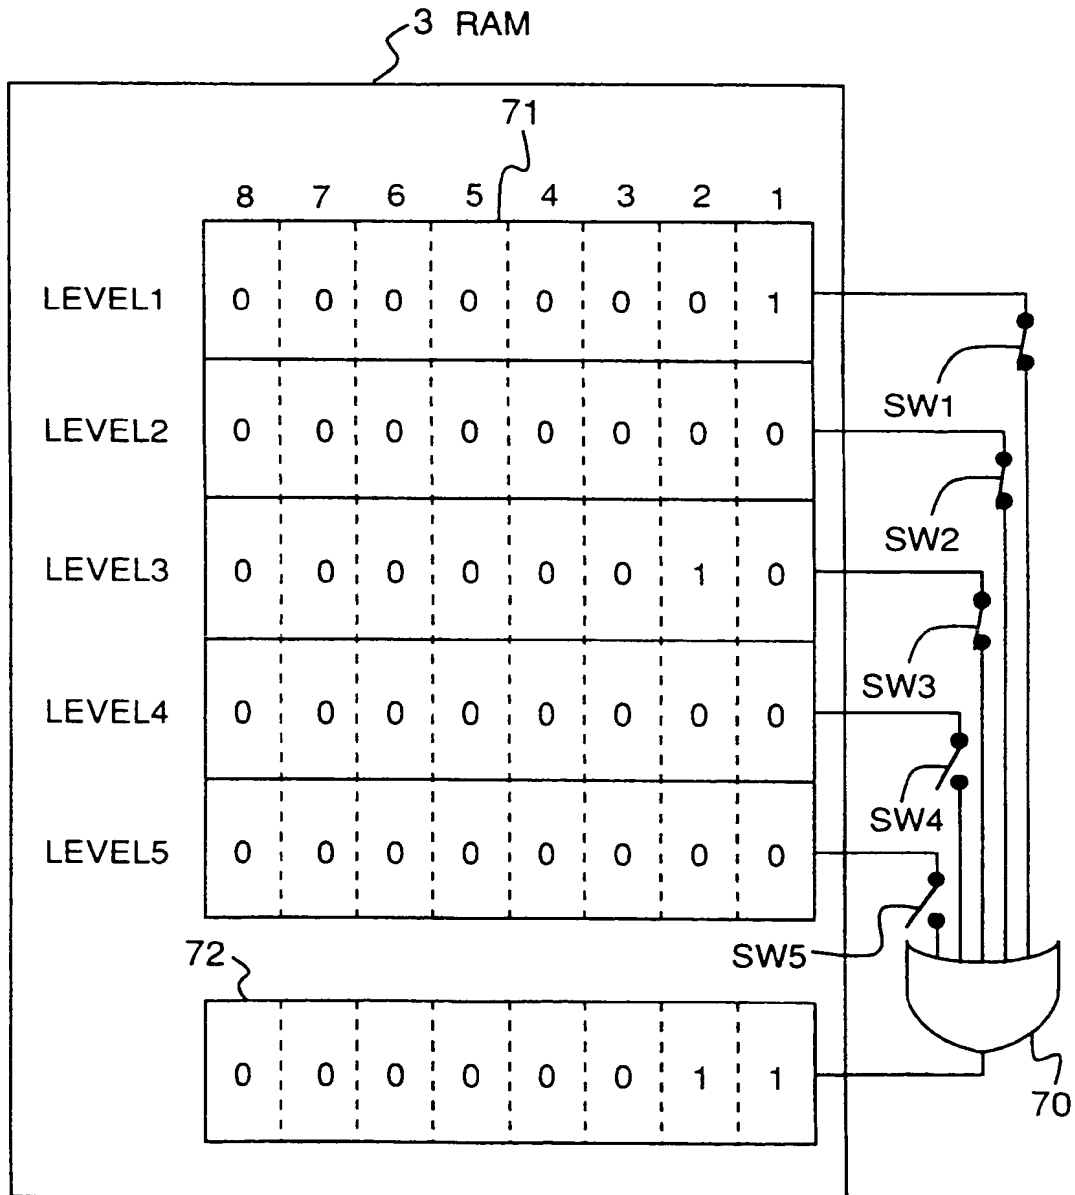 3 RAM
71
8 7 6 5 4 3 2 1
LEVEL1 0 0 0 0 0 0 0 1
SW1
LEVEL2 0 0 0 0 0 0 0 0
SW2
LEVEL3 0 0 0 0 0 0 1 0
SW3
LEVEL4 0 0 0 0 0 0 0 0
SW4
LEVEL5 0 0 0 0 0 0 0 0
SW5
72
0 0 0 0 0 0 1 1
70